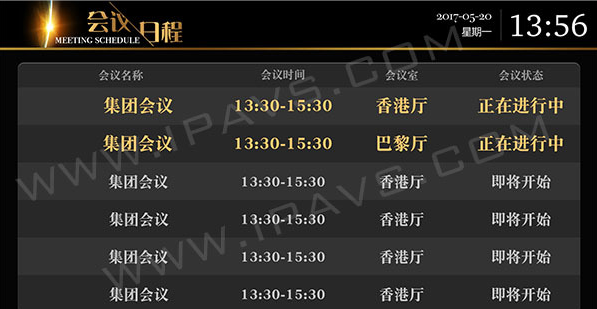 会议日程
MEETING SCHEDULE
2017-05-20
星期一
13:56
会议名称 会议时间 会议室 会议状态
集团会议 13:30-15:30 香港厅 正在进行中
集团会议 13:30-15:30 巴黎厅 正在进行中
集团会议 13:30-15:30 香港厅 即将开始
集团会议 13:30-15:30 香港厅 即将开始
集团会议 13:30-15:30 香港厅 即将开始
集团会议 13:30-15:30 香港厅 即将开始
WWW.IPAVS.COM
WWW.IPAVS.COM